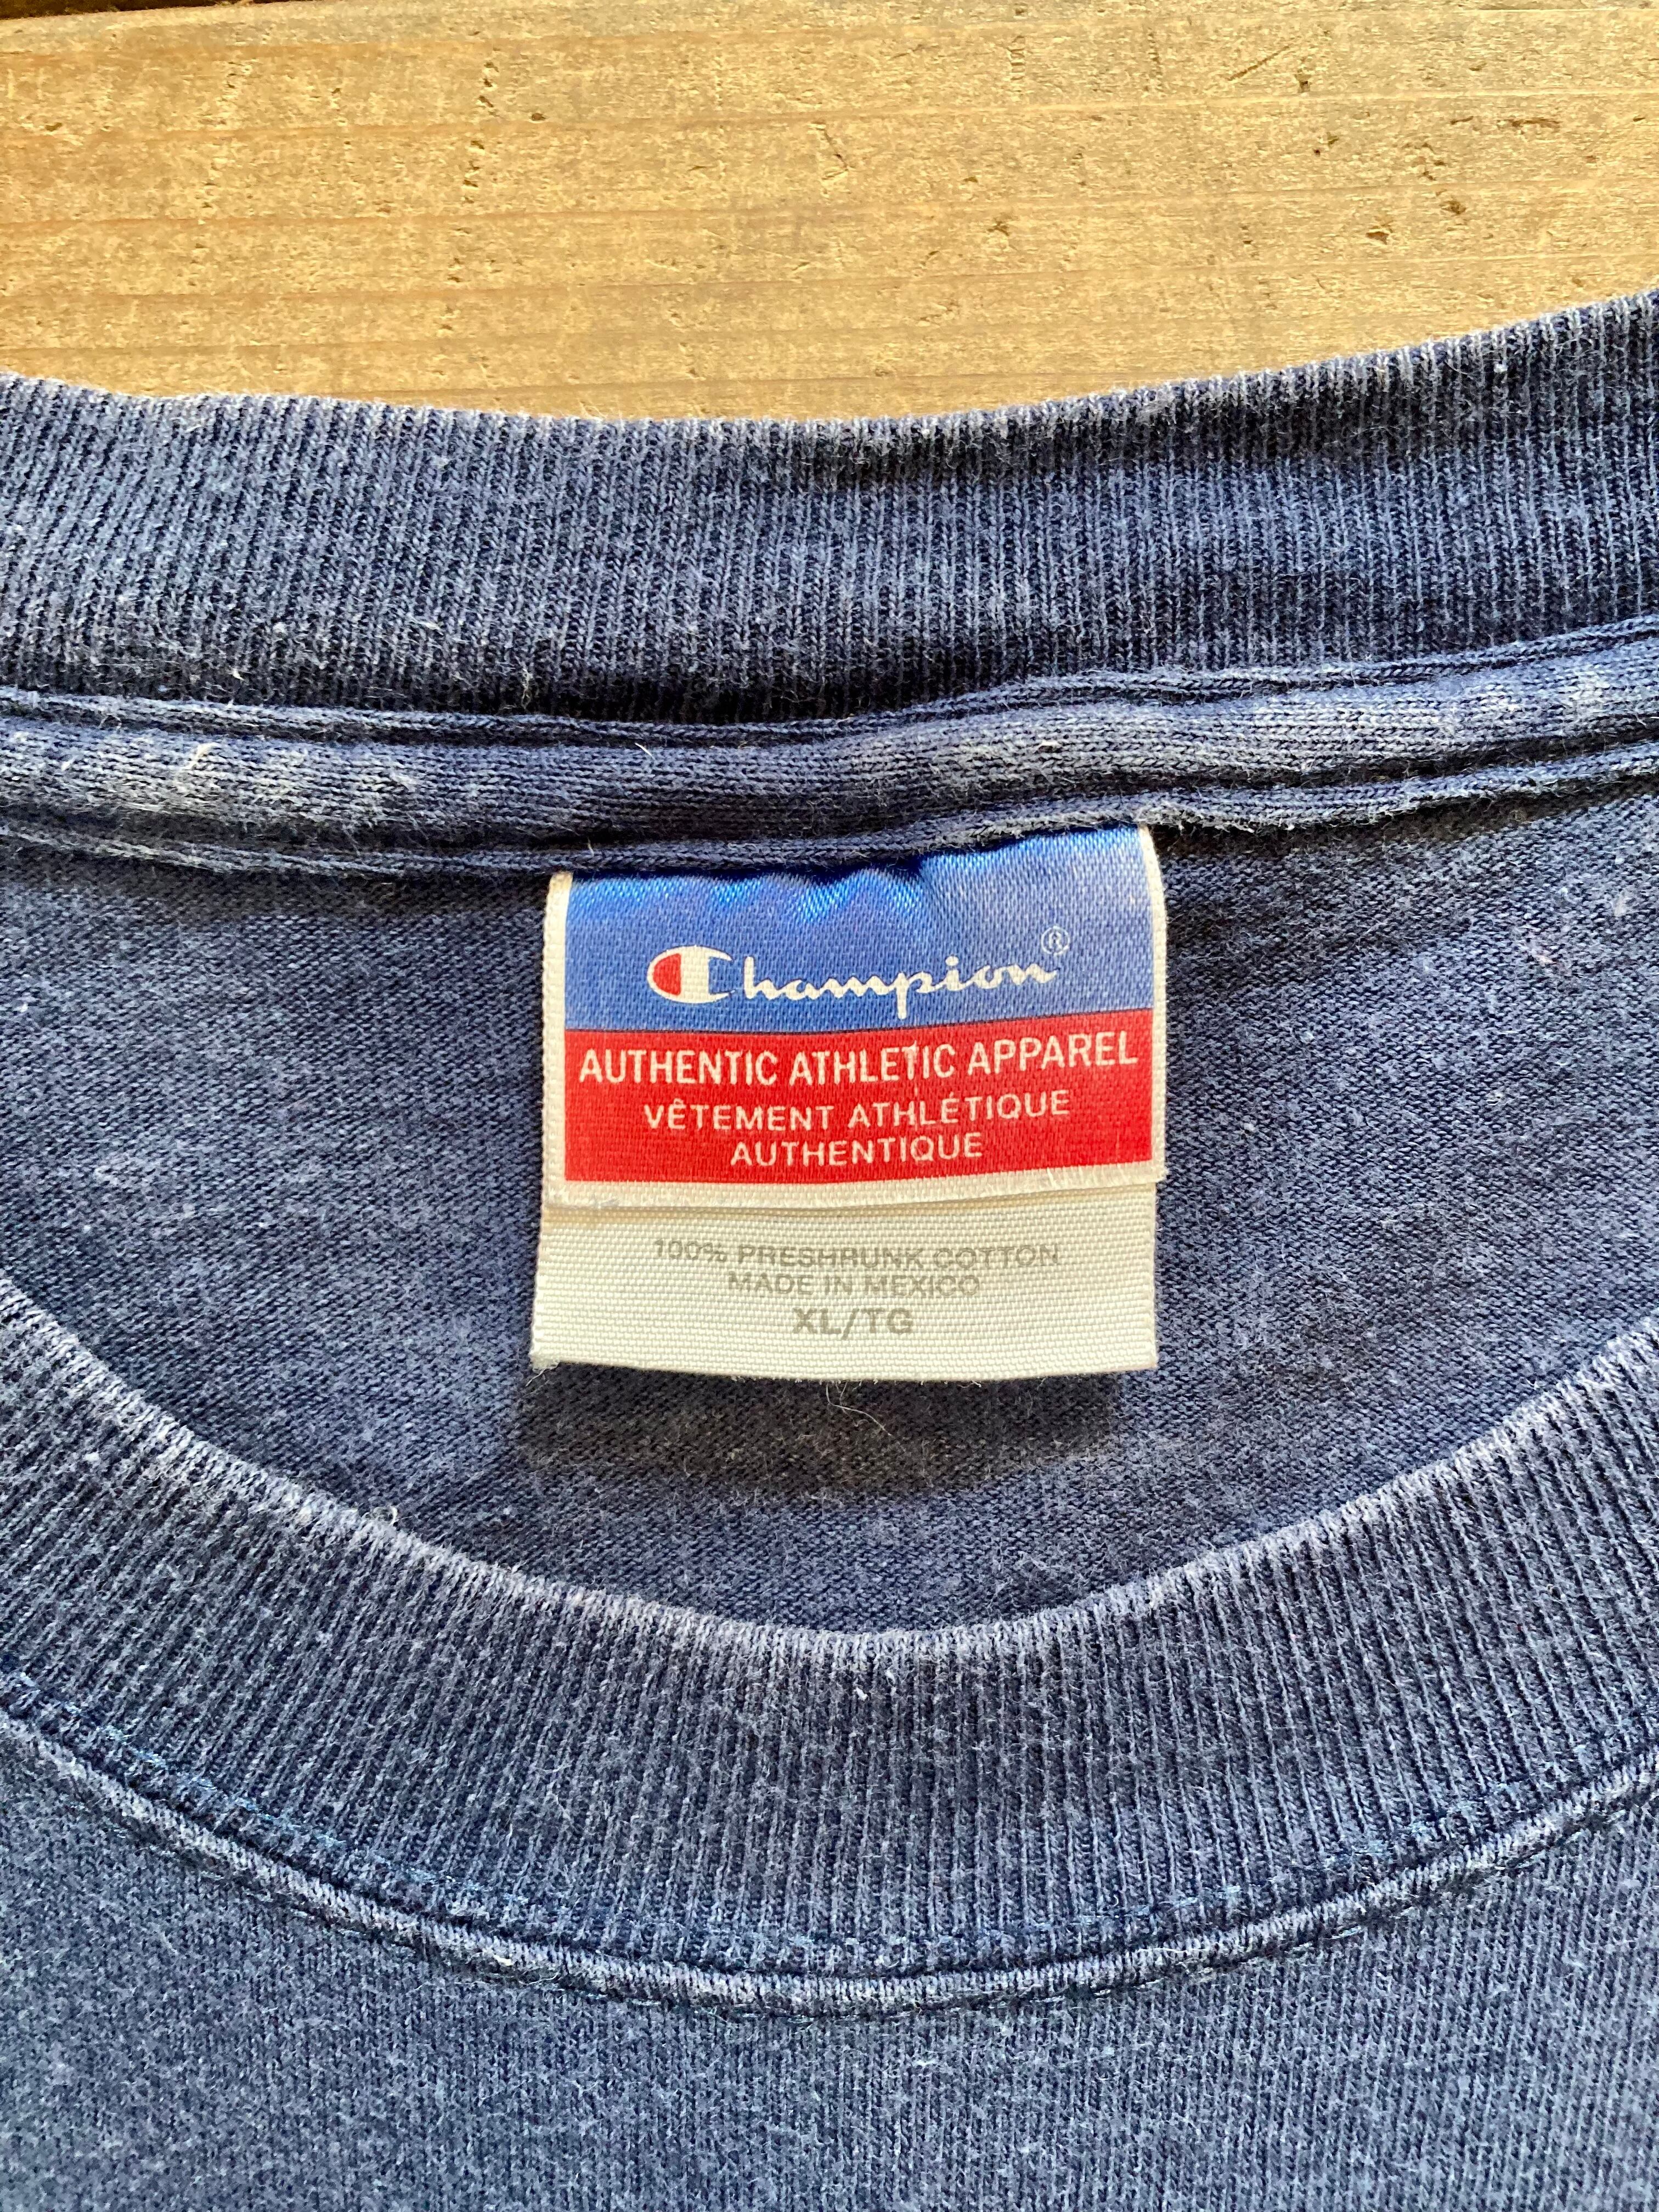 Champion®
AUTHENTIC ATHLETIC APPAREL
VÊTEMENT ATHLÉTIQUE
AUTHENTIQUE
100% PRESHRUNK COTTON
MADE IN MEXICO
XL/TG